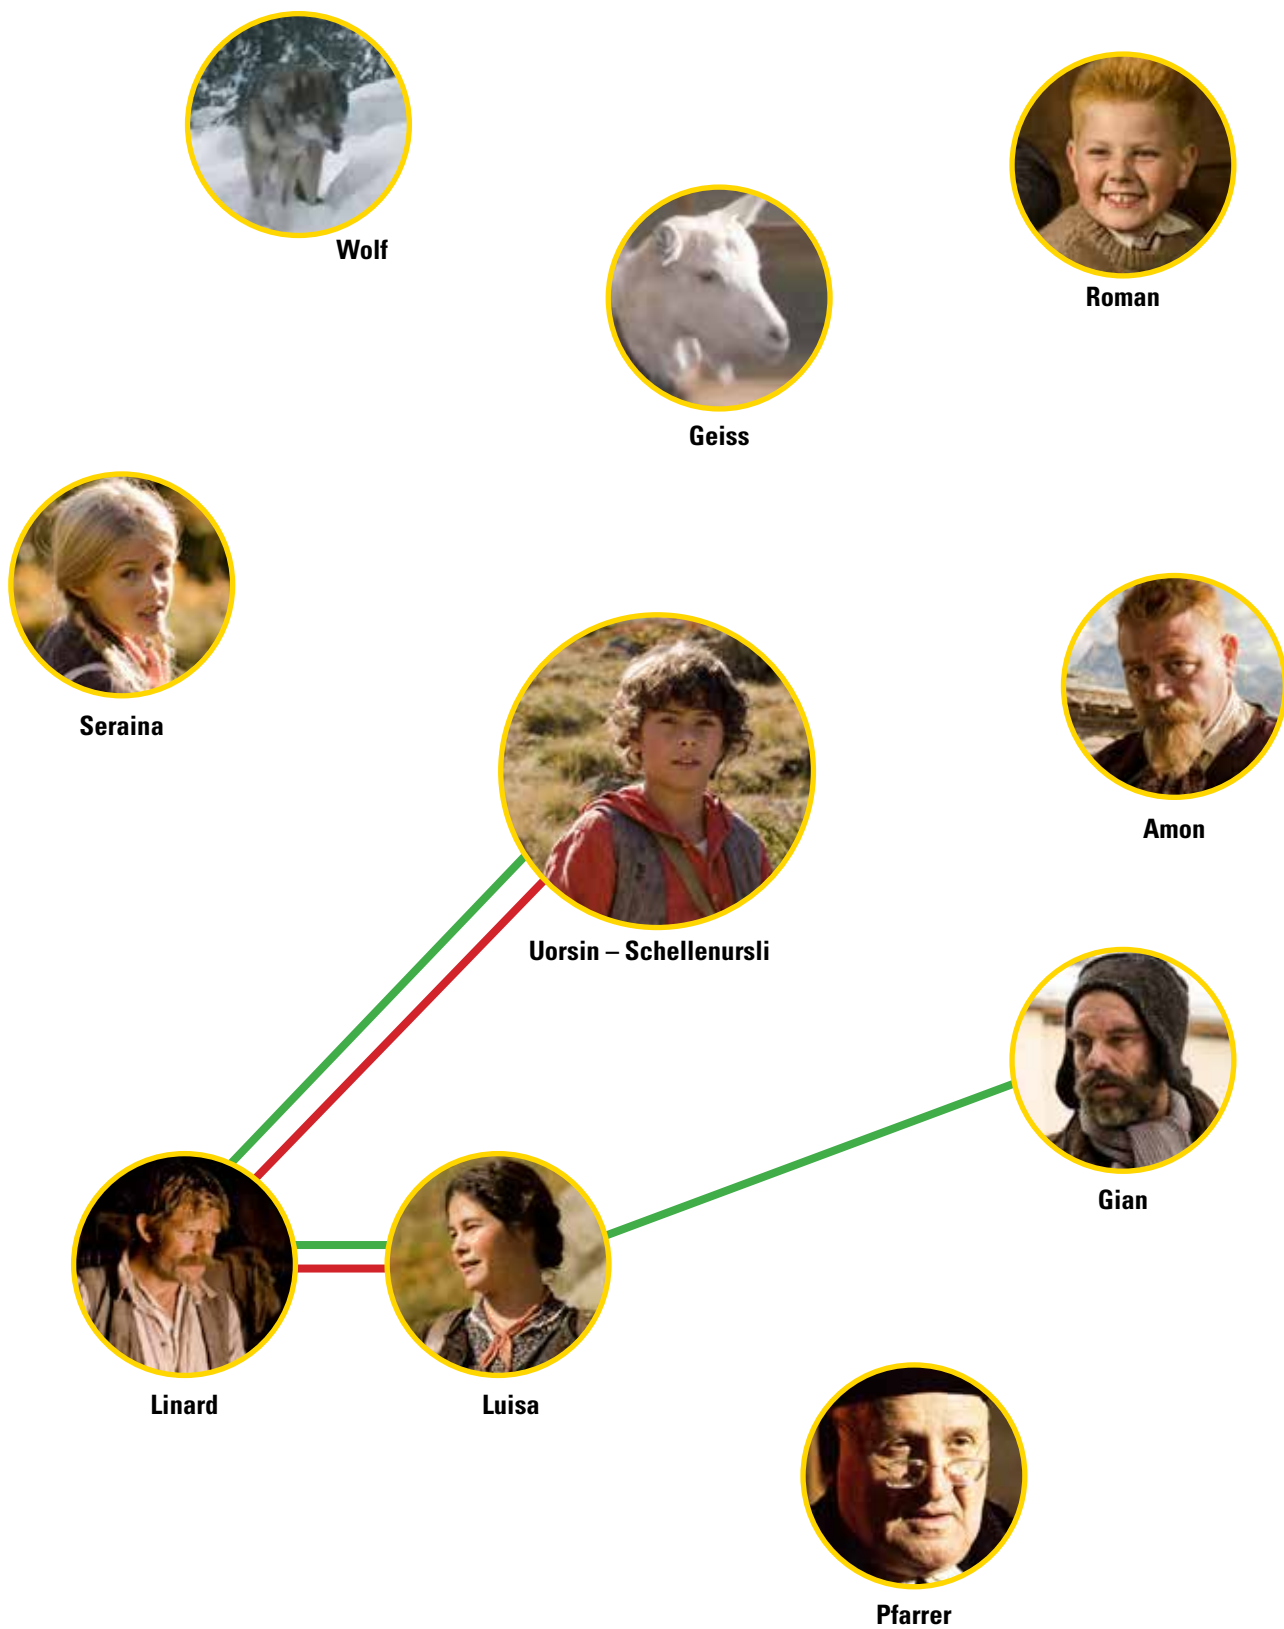 Wolf
Roman
Geiss
Seraina
Amon
Uorsin – Schellenursli
Gian
Linard
Luisa
Pfarrer